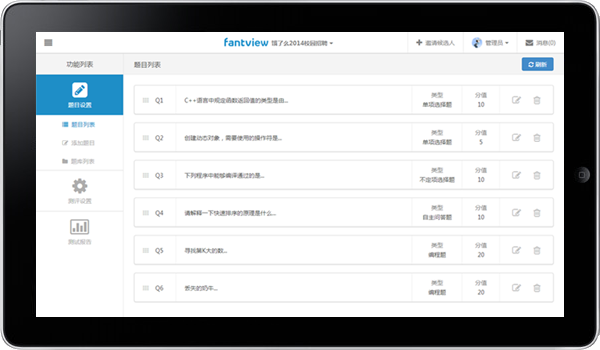 fantview 饿了么2014校园招聘
邀请候选人
管理员
消息(0)
功能列表
题目列表
刷新
题目设置
题目列表
添加题目
题库列表
测评设置
测试报告
Q1 C++语言中规定函数返回值的类型是由... 类型 单项选择题 分值 10
Q2 创建动态对象，需要使用的操作符是... 类型 单项选择题 分值 5
Q3 下列程序中能够编译通过的是... 类型 不定项选择题 分值 10
Q4 请解释一下快速排序的原理是什么... 类型 自主问答题 分值 10
Q5 寻找第K大的数... 类型 编程题 分值 20
Q6 丢失的奶牛... 类型 编程题 分值 20